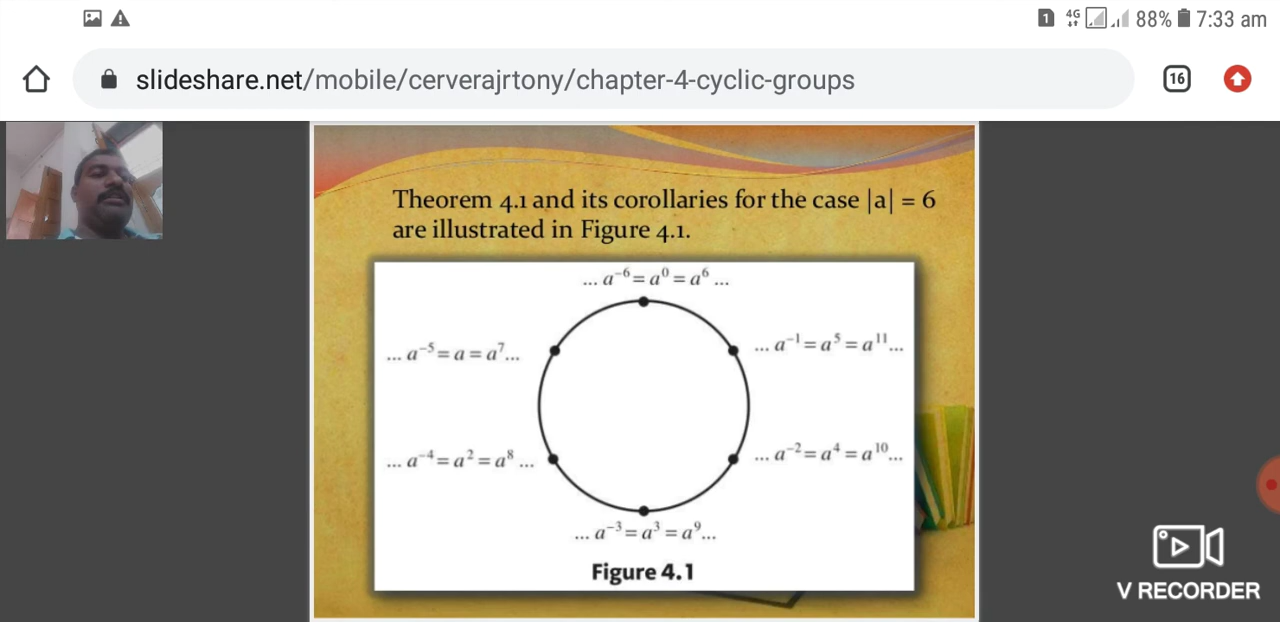 1 4G 88% 7:33 am
slideshare.net/mobile/cerverajrtony/chapter-4-cyclic-groups
16
Theorem 4.1 and its corollaries for the case |a| = 6
are illustrated in Figure 4.1.
... a⁻⁶ = a⁰ = a⁶ ...
... a⁻⁵ = a = a⁷...
... a⁻¹ = a⁵ = a¹¹...
... a⁻⁴ = a² = a⁸ ...
... a⁻² = a⁴ = a¹⁰...
... a⁻³ = a³ = a⁹...
Figure 4.1
V RECORDER